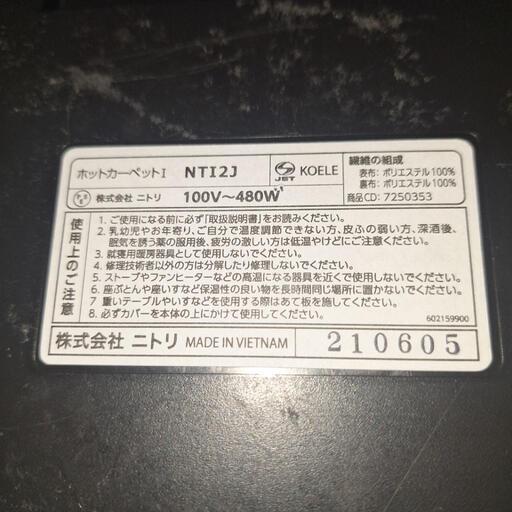 ホットカーペットI NTI2J
JET KOELE
繊維の組成
表布：ポリエステル100%
裏布：ポリエステル100%
商品CD：7250353
株式会社 ニトリ 100V〜480W
使用上のご注意
1. ご使用になる前に必ず「取扱説明書」をお読みください。
2. 乳幼児やお年寄り、ご自分で温度調節できない方、皮ふの弱い方、深酒後、
眠気を誘う薬の服用後、疲労の激しい方は低温やけどにご注意ください。
3. 就寝用暖房器具として使用しないでください。
4. 修理技術者以外の方は分解したり修理しないでください。
5. ストーブやファンヒーターなどの高温になる器具を近くで使用しないでください。
6. 座ぶとんや座いすなど保温性の良い物を長時間同じ場所に置かないでください。
7. 重いテーブルやいすなどを使用する際はあて板を施してください。
8. 必ずカバーを本体の上にかけて使用してください。
602159900
株式会社 ニトリ MADE IN VIETNAM 210605